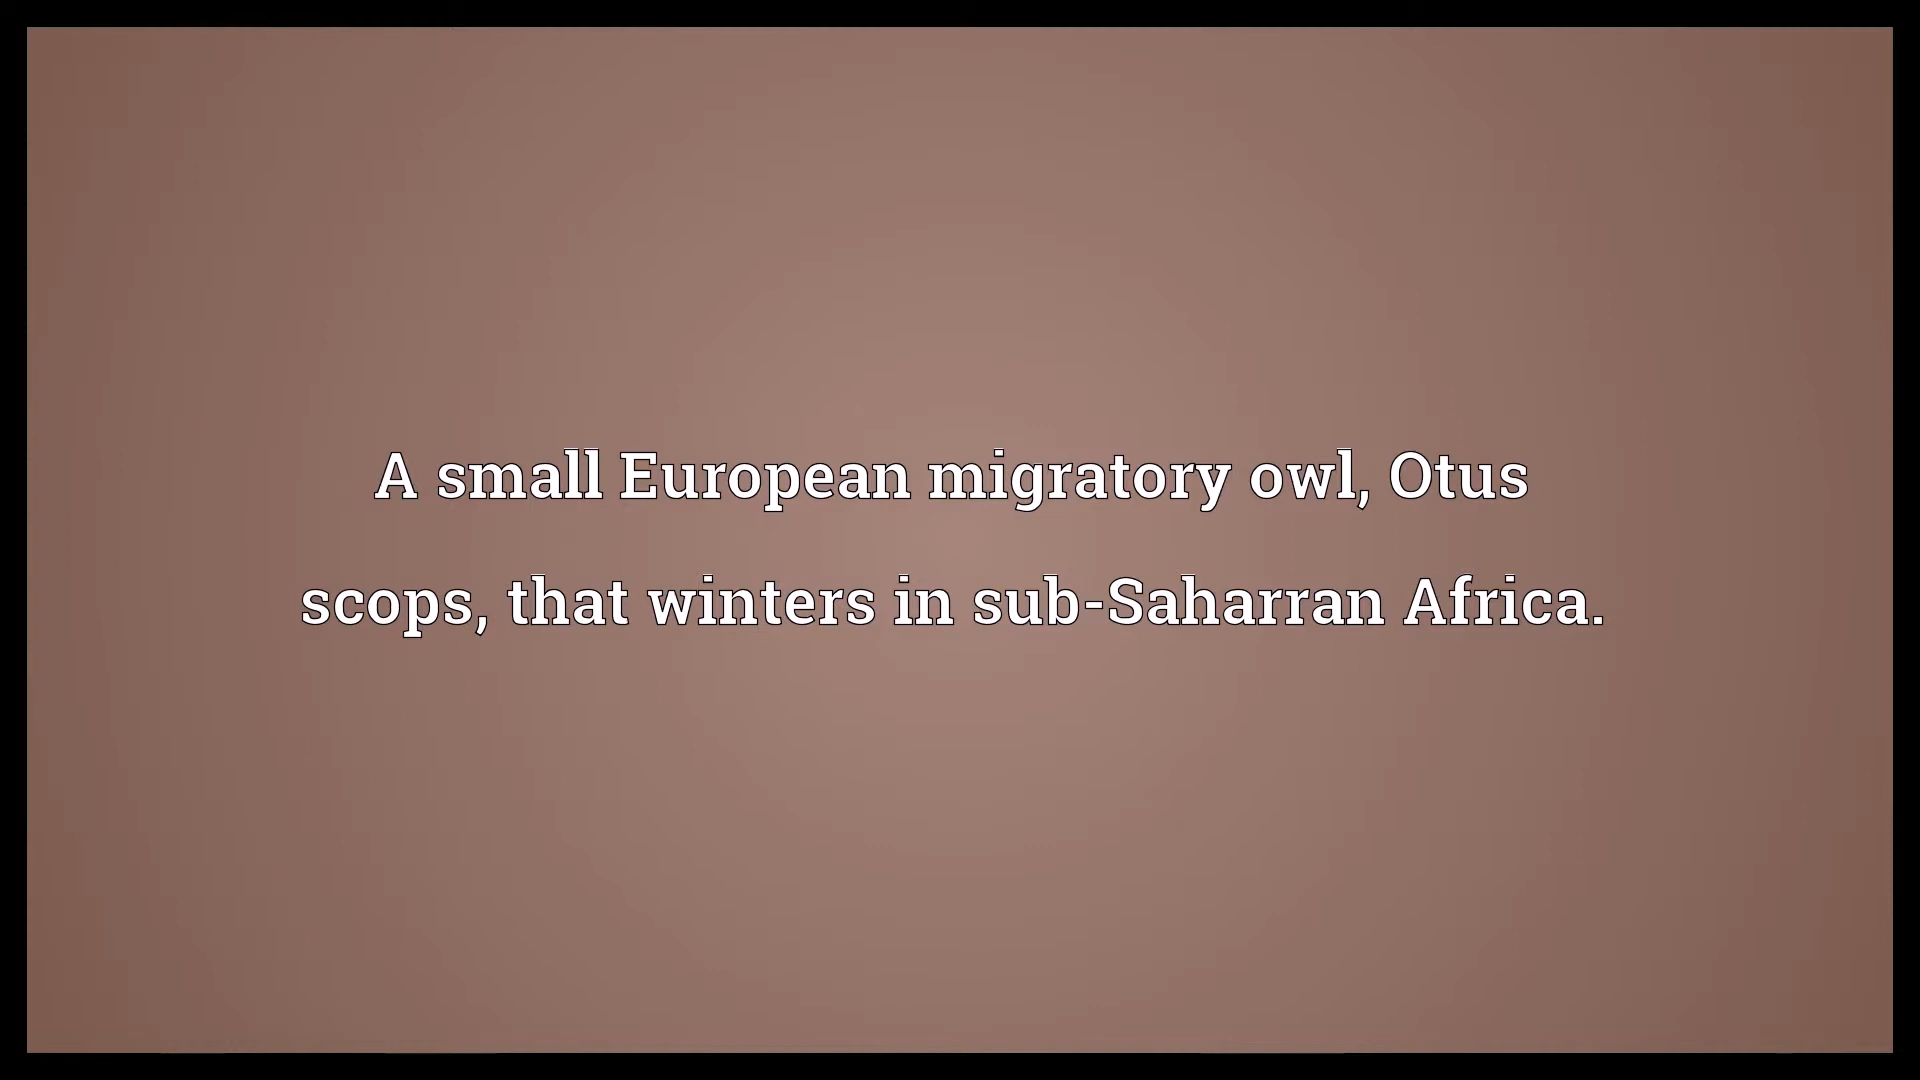 A small European migratory owl, Otus
scops, that winters in sub-Saharran Africa.